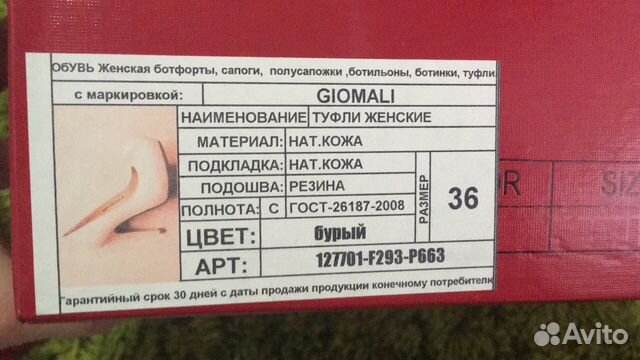 ОБУВЬ Женская ботфорты, сапоги, полусапожки ,ботильоны, ботинки, туфли.
с маркировкой: GIOMALI
НАИМЕНОВАНИЕ ТУФЛИ ЖЕНСКИЕ
МАТЕРИАЛ: НАТ.КОЖА
ПОДКЛАДКА: НАТ.КОЖА
ПОДОШВА: РЕЗИНА
ПОЛНОТА: С ГОСТ-26187-2008
РАЗМЕР 36
ЦВЕТ: бурый
АРТ: 127701-F293-P663
Гарантийный срок 30 дней с даты продажи продукции конечному потребителю
Avito